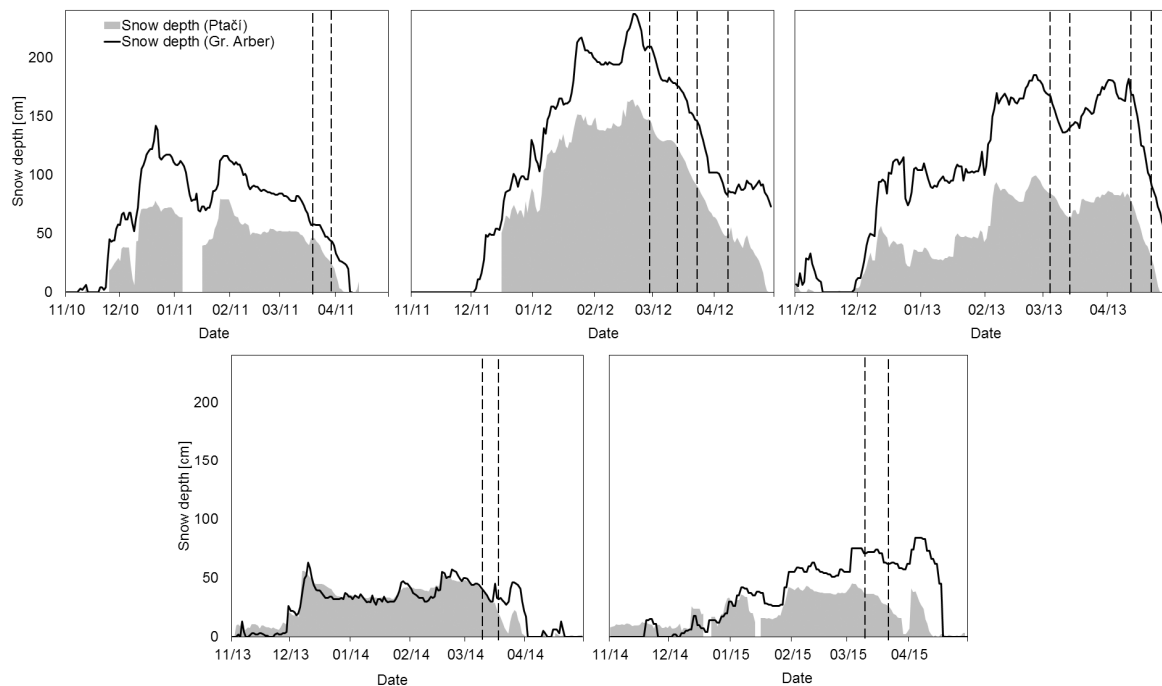 Snow depth (Ptačí)
Snow depth (Gr. Arber)
Snow depth [cm]
200
150
100
50
0
11/10 12/10 01/11 02/11 03/11 04/11
Date
11/11 12/11 01/12 02/12 03/12 04/12
Date
11/12 12/12 01/13 02/13 03/13 04/13
Date
Snow depth [cm]
200
150
100
50
0
11/13 12/13 01/14 02/14 03/14 04/14
Date
11/14 12/14 01/15 02/15 03/15 04/15
Date